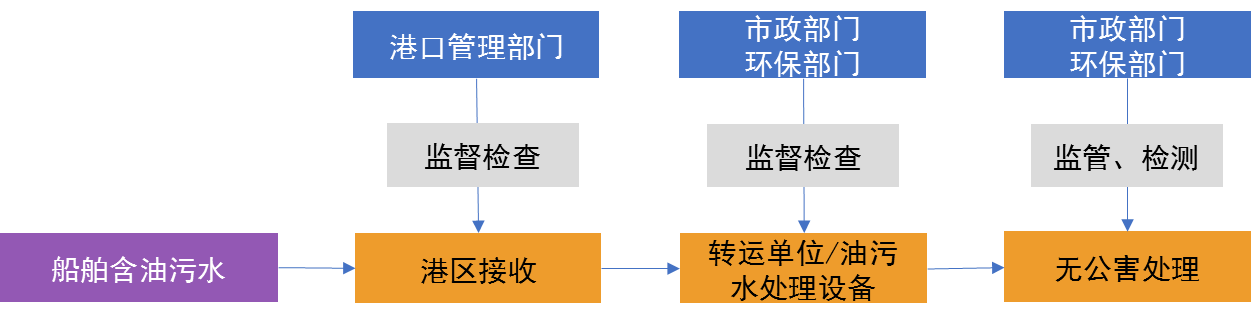 港口管理部门
市政部门
环保部门
市政部门
环保部门
监督检查
监督检查
监管、检测
船舶含油污水
港区接收
转运单位/油污
水处理设备
无公害处理